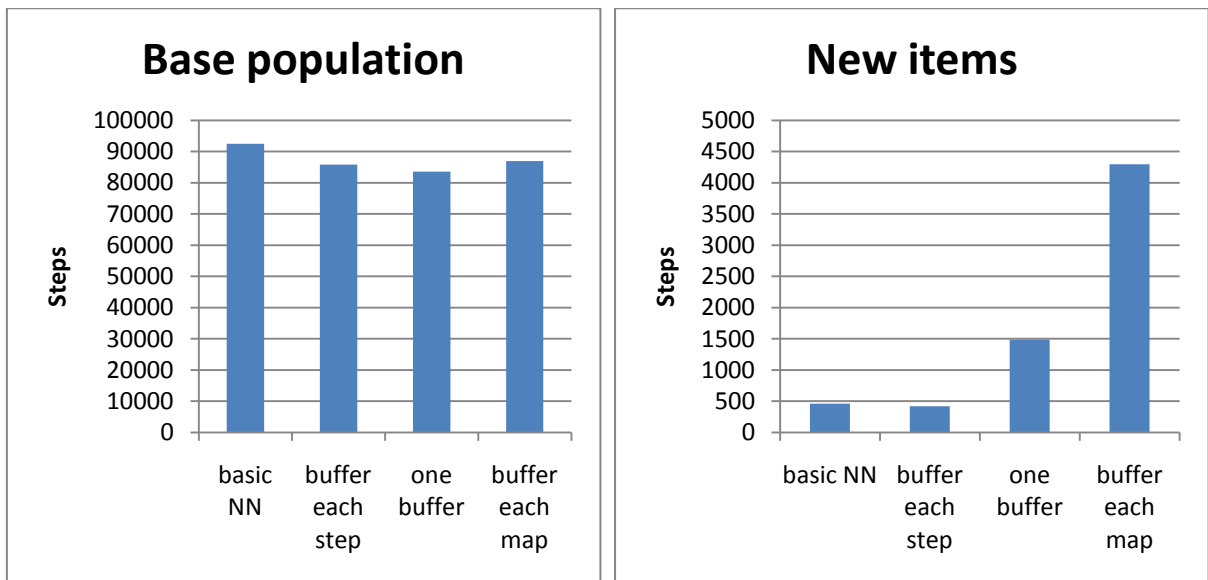 Base population
100000
90000
80000
70000
60000
50000
40000
30000
20000
10000
0
Steps
basic
NN
buffer
each
step
one
buffer
buffer
each
map
New items
5000
4500
4000
3500
3000
2500
2000
1500
1000
500
0
Steps
basic NN
buffer
each
step
one
buffer
buffer
each
map